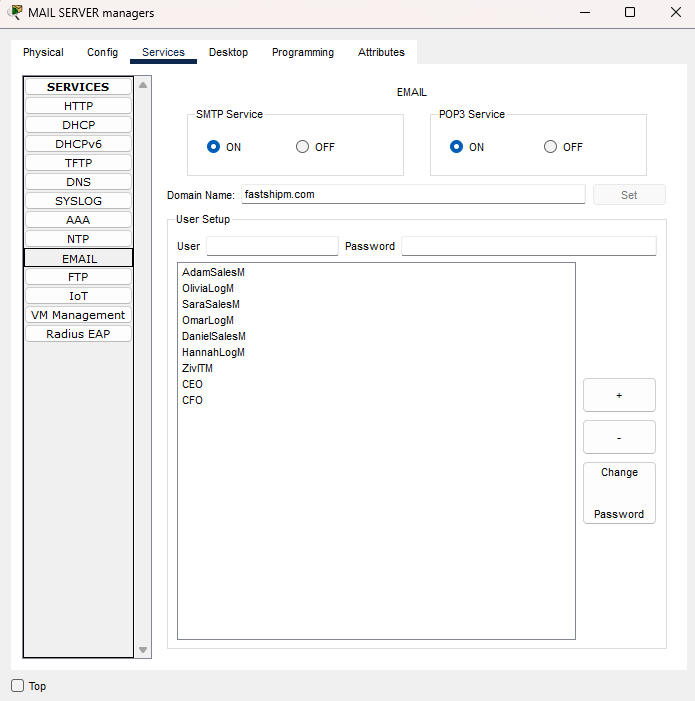 MAIL SERVER managers
Physical Config Services Desktop Programming Attributes
SERVICES
HTTP
DHCP
DHCPv6
TFTP
DNS
SYSLOG
AAA
NTP
EMAIL
FTP
IoT
VM Management
Radius EAP
EMAIL
SMTP Service
ON OFF
POP3 Service
ON OFF
Domain Name: fastshipm.com Set
User Setup
User Password
AdamSalesM
OliviaLogM
SaraSalesM
OmarLogM
DanielSalesM
HannahLogM
ZivITM
CEO
CFO
+
-
Change
Password
Top